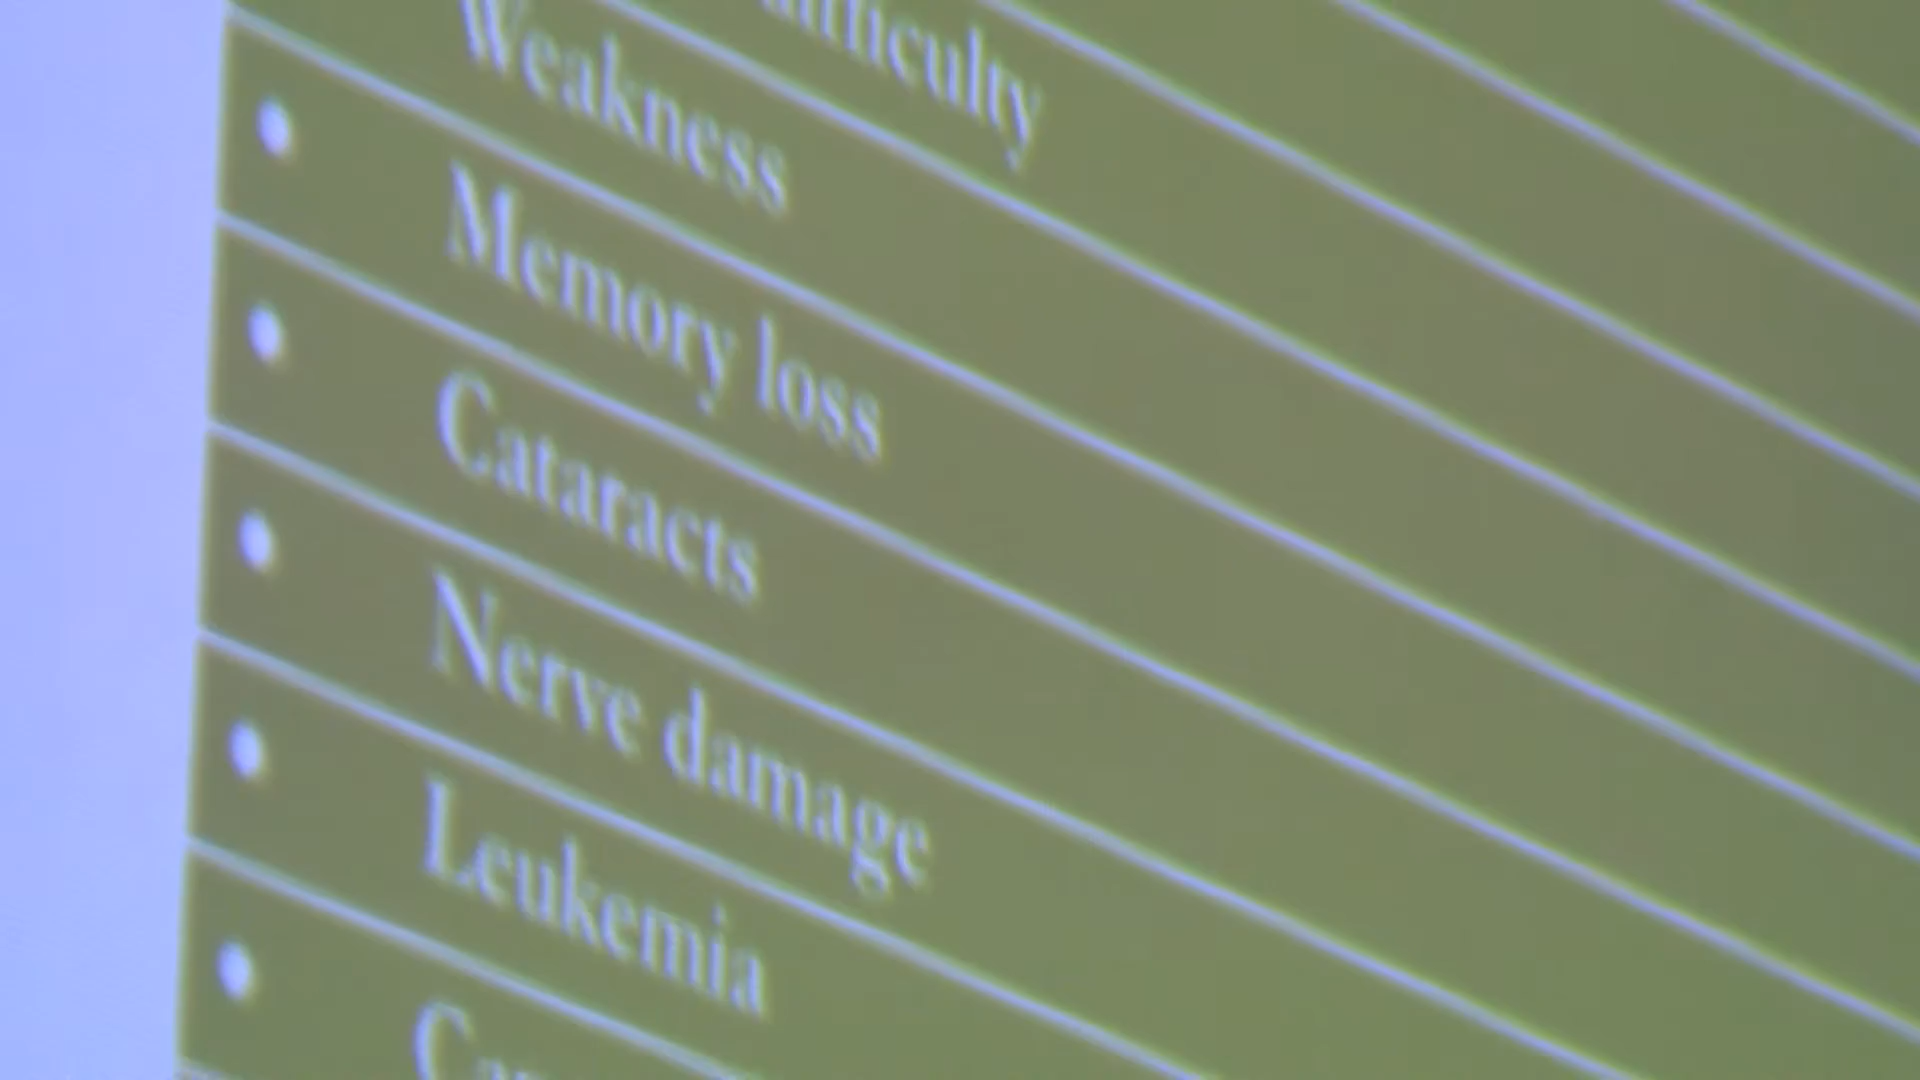 Weakness
Memory loss
Cataracts
Nerve damage
Leukemia